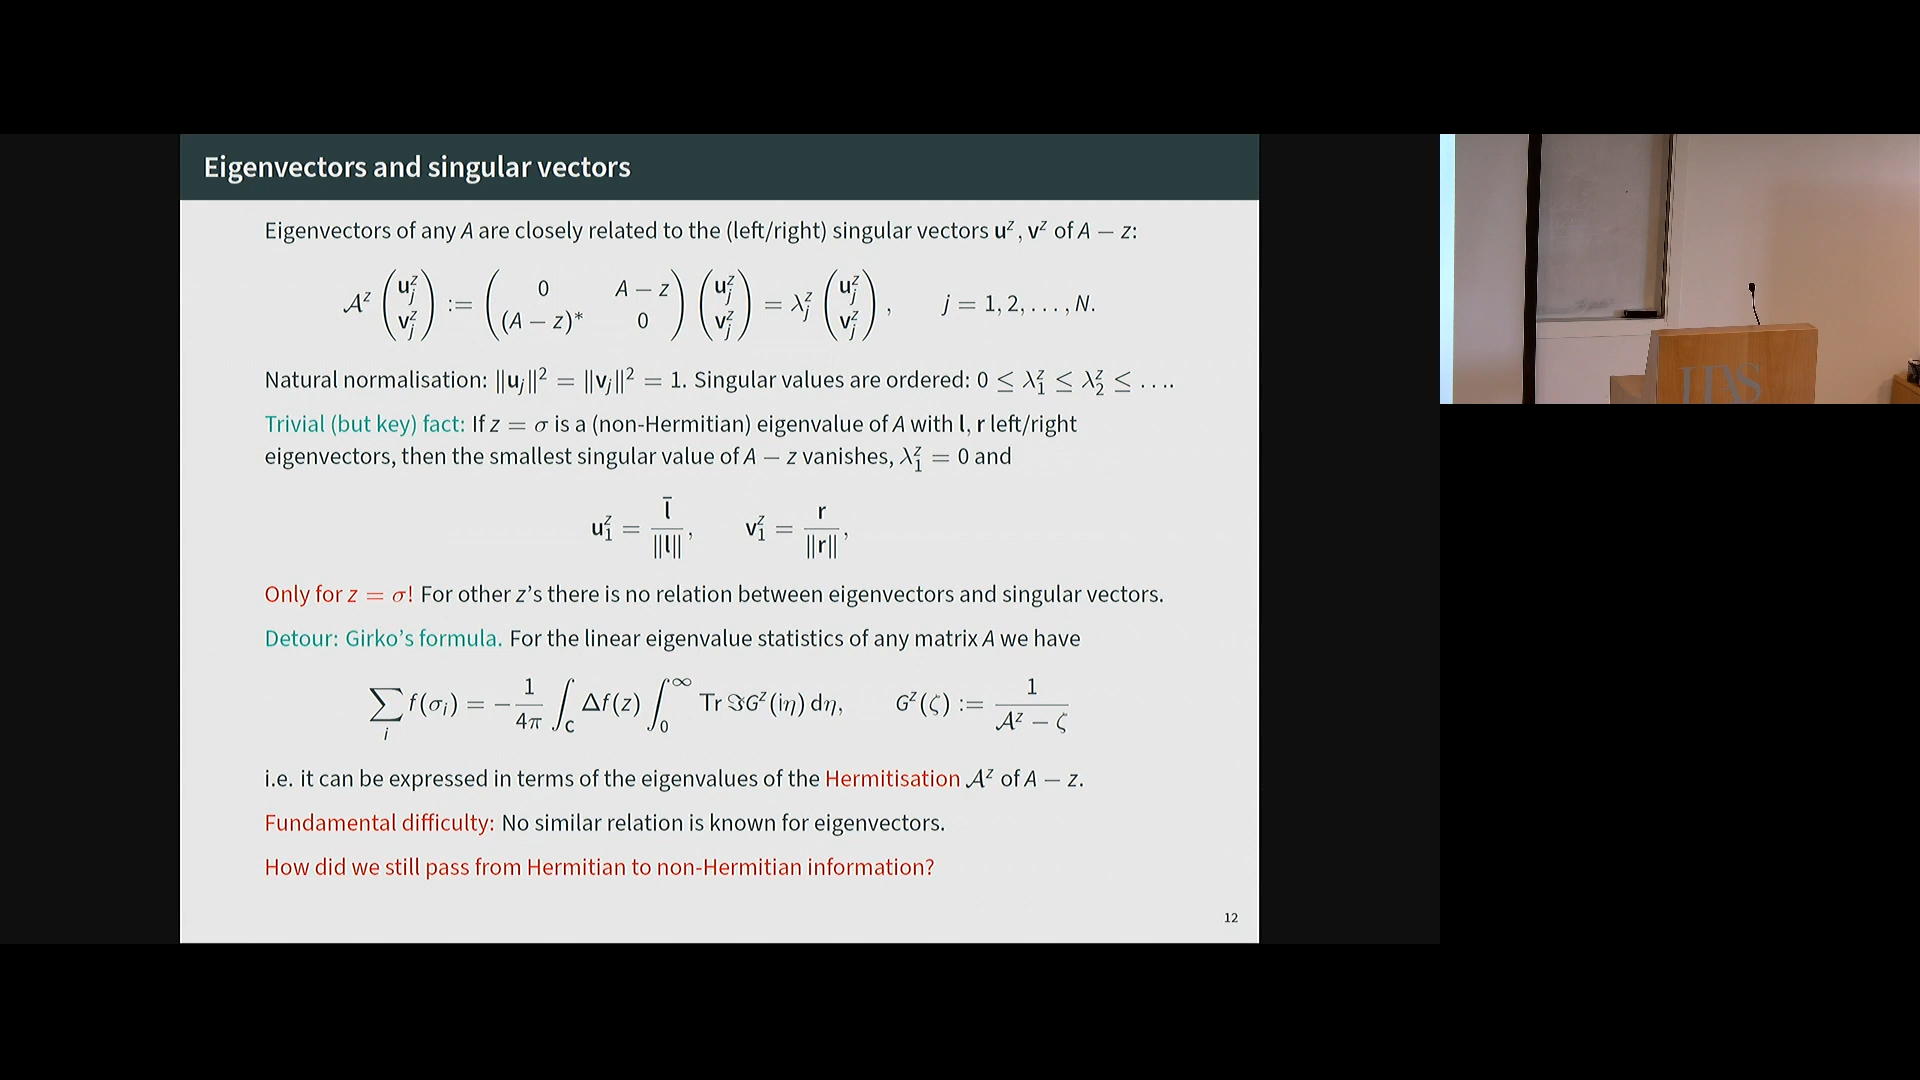 Eigenvectors and singular vectors
Eigenvectors of any A are closely related to the (left/right) singular vectors u^z, v^z of A − z:
𝒜^z (u_j^z v_j^z) := (0 A − z (A − z)* 0) (u_j^z v_j^z) = λ_j^z (u_j^z v_j^z), j = 1, 2, . . . , N.
Natural normalisation: ‖u_j‖² = ‖v_j‖² = 1. Singular values are ordered: 0 ≤ λ_1^z ≤ λ_2^z ≤ . . ..
Trivial (but key) fact: If z = σ is a (non-Hermitian) eigenvalue of A with l, r left/right
eigenvectors, then the smallest singular value of A − z vanishes, λ_1^z = 0 and
u_1^z = l̄ / ‖l‖, v_1^z = r / ‖r‖,
Only for z = σ! For other z's there is no relation between eigenvectors and singular vectors.
Detour: Girko's formula. For the linear eigenvalue statistics of any matrix A we have
∑_i f(σ_i) = − 1/4π ∫_C Δf(z) ∫_0^∞ Tr ℑG^z(iη) dη, G^z(ζ) := 1 / (𝒜^z − ζ)
i.e. it can be expressed in terms of the eigenvalues of the Hermitisation 𝒜^z of A − z.
Fundamental difficulty: No similar relation is known for eigenvectors.
How did we still pass from Hermitian to non-Hermitian information?
12